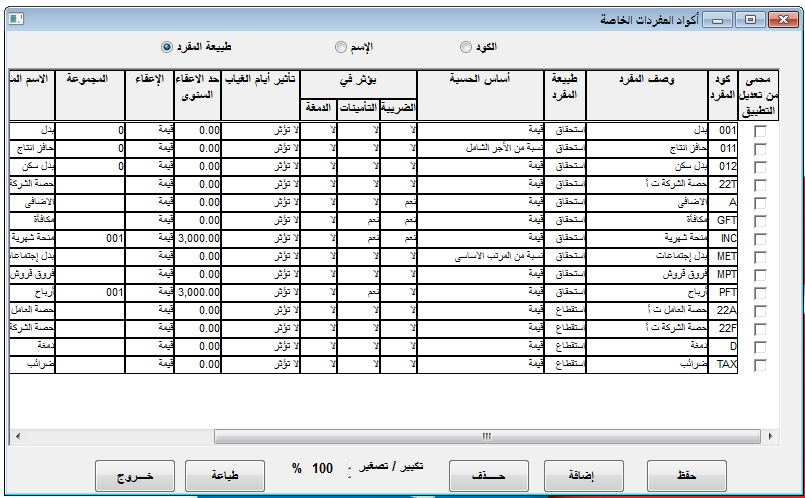 أكواد المفردات الخاصة
الكود الإسم طبيعة المفرد
محمى من تعديل التطبيق كود المفرد وصف المفرد طبيعة المفرد أساس الحسبة يؤثر في الضريبة التأمينات الدمغة تأثير أيام الغياب حد الاعفاء السنوى الإعفاء المجموعة الاسم الم
001 بدل استحقاق قيمة لا لا لا لا تؤثر 0.00 قيمة 0 بدل
011 حافز انتاج استحقاق نسبة من الأجر الشامل لا لا لا لا تؤثر 0.00 قيمة 0 حافز انتاج
012 بدل سكن استحقاق قيمة لا لا لا لا تؤثر 0.00 قيمة 0 بدل سكن
22T حصة الشركة ت أ استحقاق قيمة لا لا لا لا تؤثر 0.00 قيمة حصة الشركة
A الاضافى استحقاق قيمة نعم لا لا لا تؤثر 0.00 قيمة الاضافى
GFT مكافأة استحقاق قيمة نعم نعم لا لا تؤثر 0.00 قيمة مكافأة
INC منحة شهرية استحقاق قيمة نعم نعم لا لا تؤثر 3,000.00 قيمة 001 منحة شهرية
MET بدل إجتماعات استحقاق نسبة من المرتب الاساسى لا لا لا لا تؤثر 0.00 قيمة بدل إجتماعا
MPT فروق قروش استحقاق قيمة لا لا لا لا تؤثر 0.00 قيمة فروق قروش
PFT أرباح استحقاق قيمة لا نعم لا لا تؤثر 3,000.00 قيمة 001 أرباح
22A حصة العامل ت أ استقطاع قيمة لا لا لا لا تؤثر 0.00 قيمة حصة العامل
22F حصة الشركة ت أ استقطاع قيمة لا لا لا لا تؤثر 0.00 قيمة حصة الشركة
D دمغة استقطاع قيمة لا لا لا لا تؤثر 0.00 قيمة دمغة
TAX ضرائب استقطاع قيمة لا لا لا لا تؤثر 0.00 قيمة ضرائب
حفظ إضافة حــــذف تكبير / تصغير 100 % طباعة خـــروج